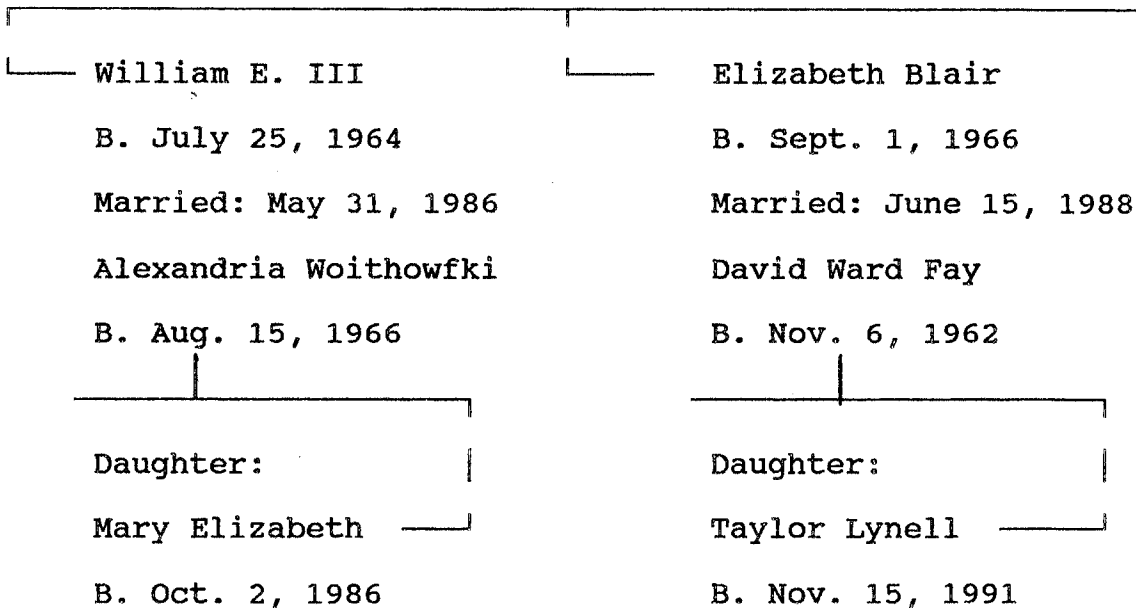 William E. III
B. July 25, 1964
Married: May 31, 1986
Alexandria Woithowfki
B. Aug. 15, 1966
Daughter:
Mary Elizabeth
B. Oct. 2, 1986
Elizabeth Blair
B. Sept. 1, 1966
Married: June 15, 1988
David Ward Fay
B. Nov. 6, 1962
Daughter:
Taylor Lynell
B. Nov. 15, 1991